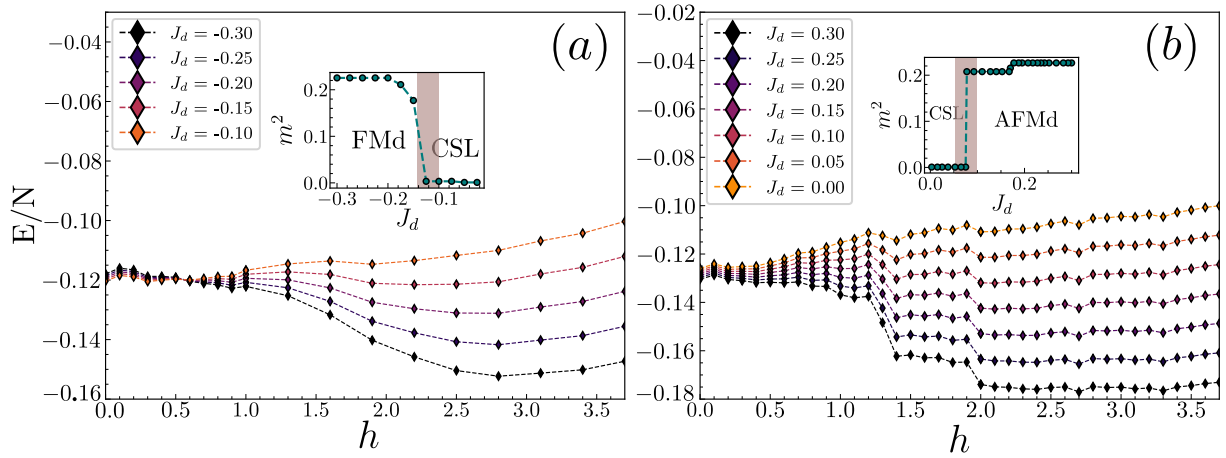 (a)
E/N
−0.04
−0.06
−0.08
−0.10
−0.12
−0.14
−0.16
J_d = -0.30
J_d = -0.25
J_d = -0.20
J_d = -0.15
J_d = -0.10
m²
0.2
0.1
0.0
FMd
CSL
−0.3 −0.2 −0.1
J_d
0.0 0.5 1.0 1.5 2.0 2.5 3.0 3.5
h
(b)
−0.02
−0.04
−0.06
−0.08
−0.10
−0.12
−0.14
−0.16
−0.18
J_d = 0.30
J_d = 0.25
J_d = 0.20
J_d = 0.15
J_d = 0.10
J_d = 0.05
J_d = 0.00
m²
0.2
0.1
0.0
CSL
AFMd
0.0 0.2
J_d
0.0 0.5 1.0 1.5 2.0 2.5 3.0 3.5
h